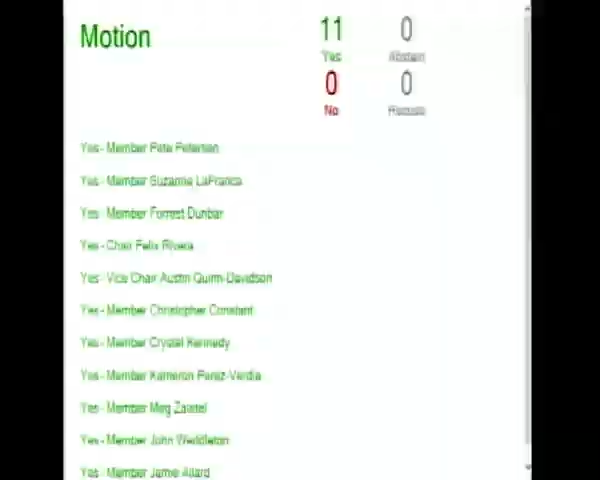 Motion
11 0
Yes Abstain
0 0
No Recuse
Yes - Member Pete Petersen
Yes - Member Suzanne LaFrance
Yes - Member Forrest Dunbar
Yes - Chair Felix Rivera
Yes - Vice Chair Austin Quinn-Davidson
Yes - Member Christopher Constant
Yes - Member Crystal Kennedy
Yes - Member Kameron Perez-Verdia
Yes - Member Meg Zaletel
Yes - Member John Weddleton
Yes - Member Jamie Allard